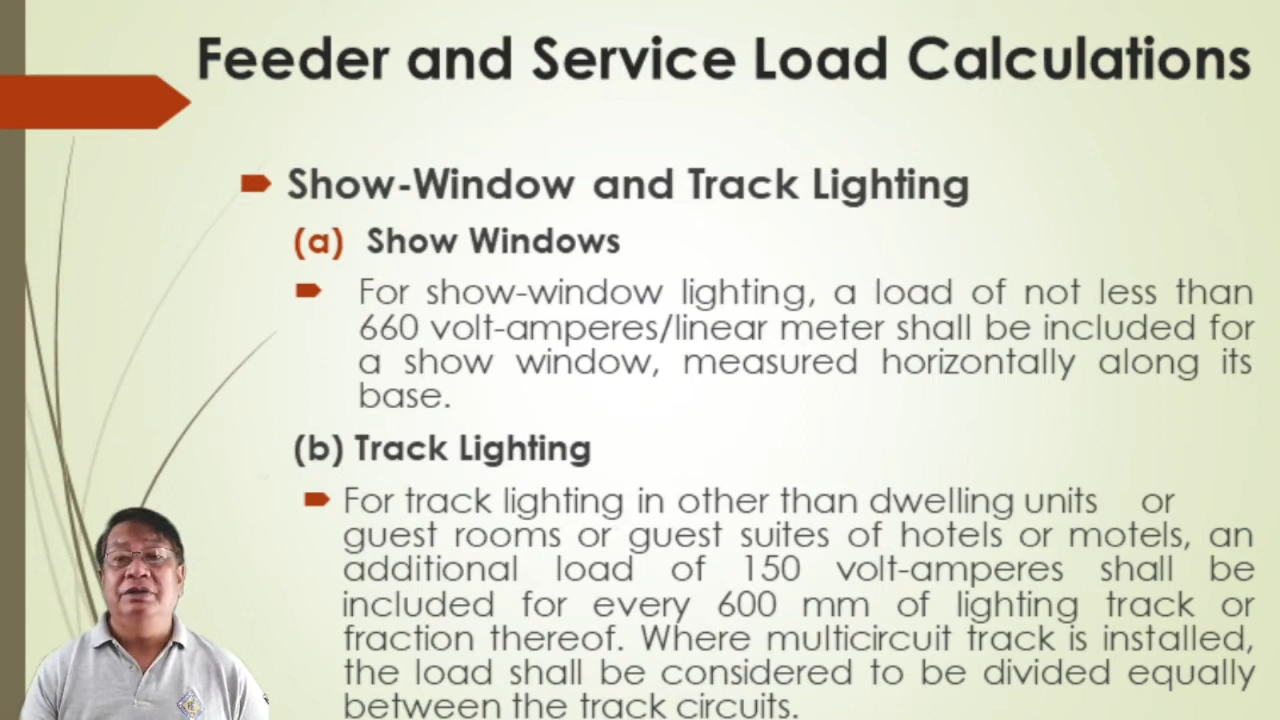 Feeder and Service Load Calculations
Show-Window and Track Lighting
(a) Show Windows
For show-window lighting, a load of not less than
660 volt-amperes/linear meter shall be included for
a show window, measured horizontally along its
base.
(b) Track Lighting
For track lighting in other than dwelling units or
guest rooms or guest suites of hotels or motels, an
additional load of 150 volt-amperes shall be
included for every 600 mm of lighting track or
fraction thereof. Where multicircuit track is installed,
the load shall be considered to be divided equally
between the track circuits.